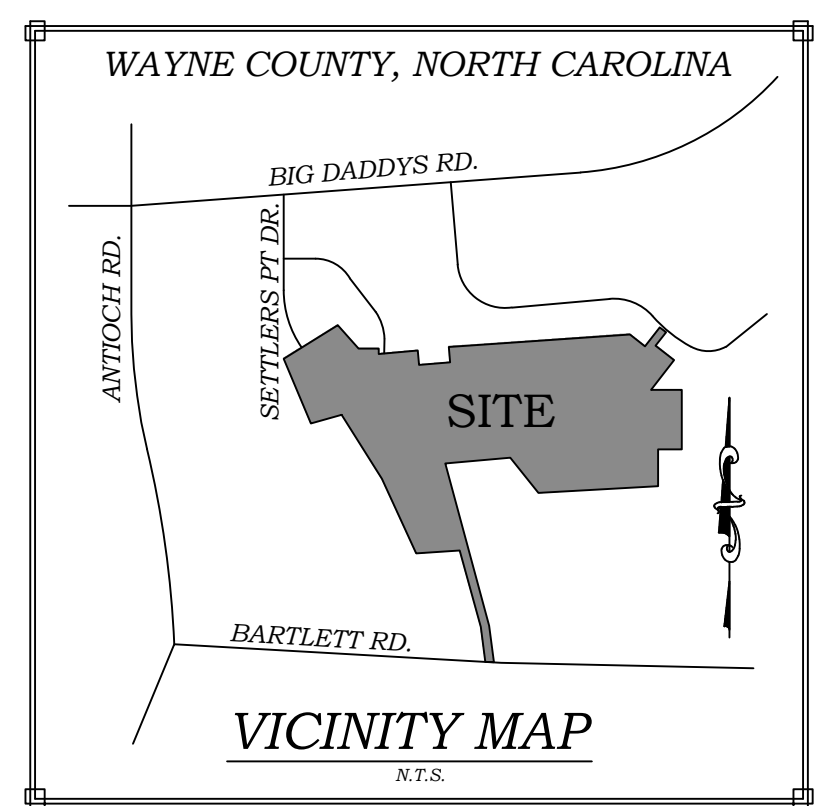 WAYNE COUNTY, NORTH CAROLINA
BIG DADDYS RD.
ANTIOCH RD.
SETTLERS PT DR.
SITE
BARTLETT RD.
VICINITY MAP
N.T.S.